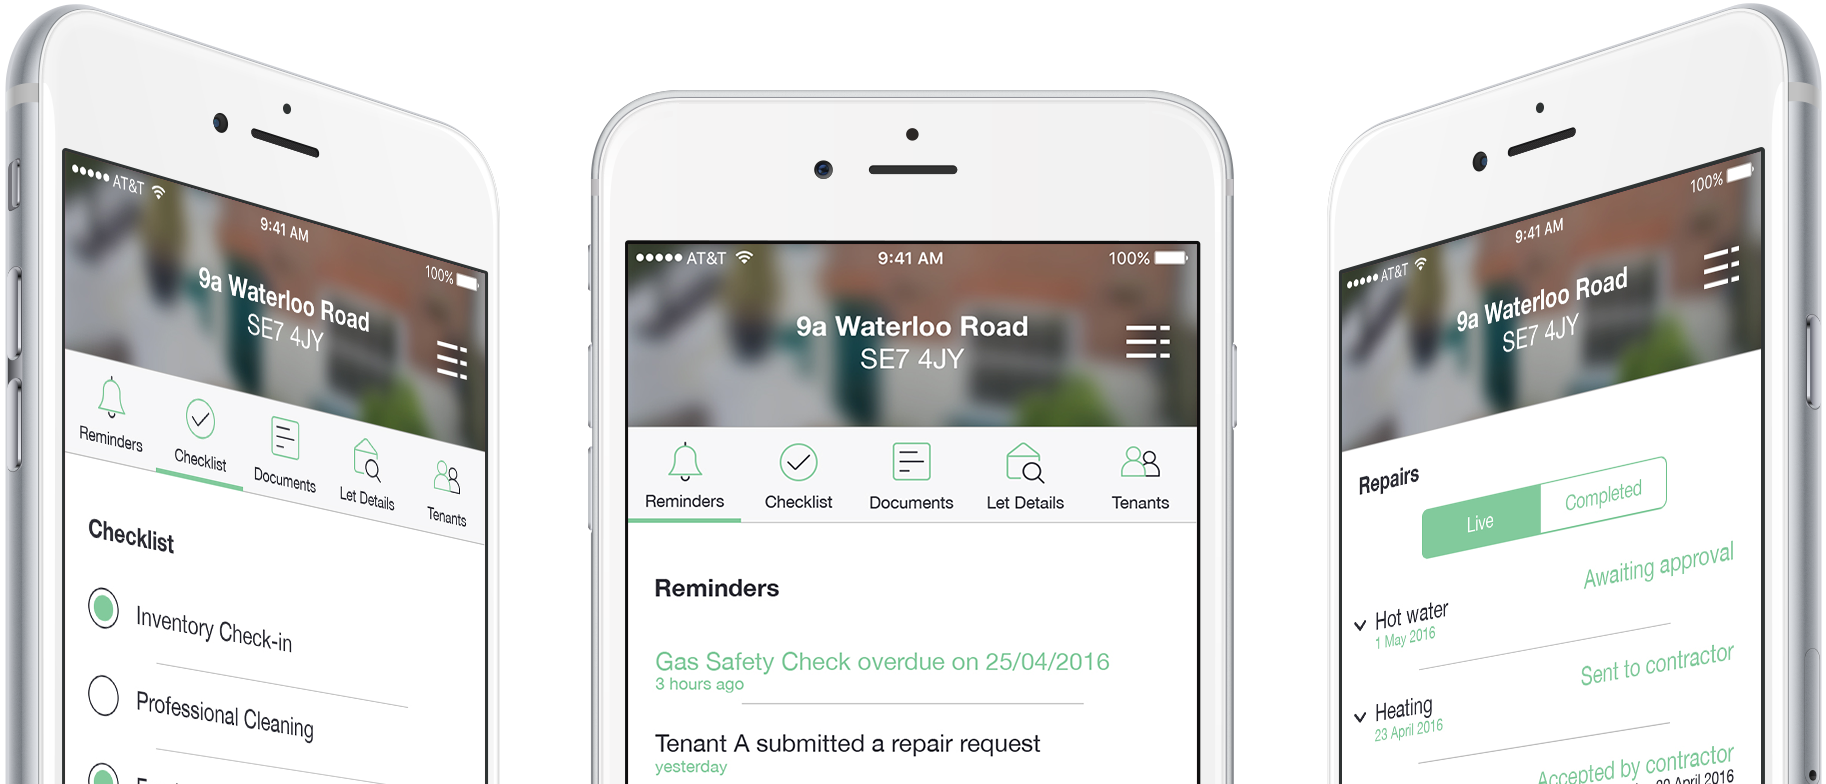 AT&T
9:41 AM
100%
9a Waterloo Road
SE7 4JY
Reminders
Checklist
Documents
Let Details
Tenants
Checklist
Inventory Check-in
Professional Cleaning
AT&T
9:41 AM
100%
9a Waterloo Road
SE7 4JY
Reminders
Checklist
Documents
Let Details
Tenants
Reminders
Gas Safety Check overdue on 25/04/2016
3 hours ago
Tenant A submitted a repair request
yesterday
AT&T
9:41 AM
100%
9a Waterloo Road
SE7 4JY
Repairs
Live
Completed
Awaiting approval
Hot water
1 May 2016
Sent to contractor
Heating
23 April 2016
Accepted by contractor
April 2016